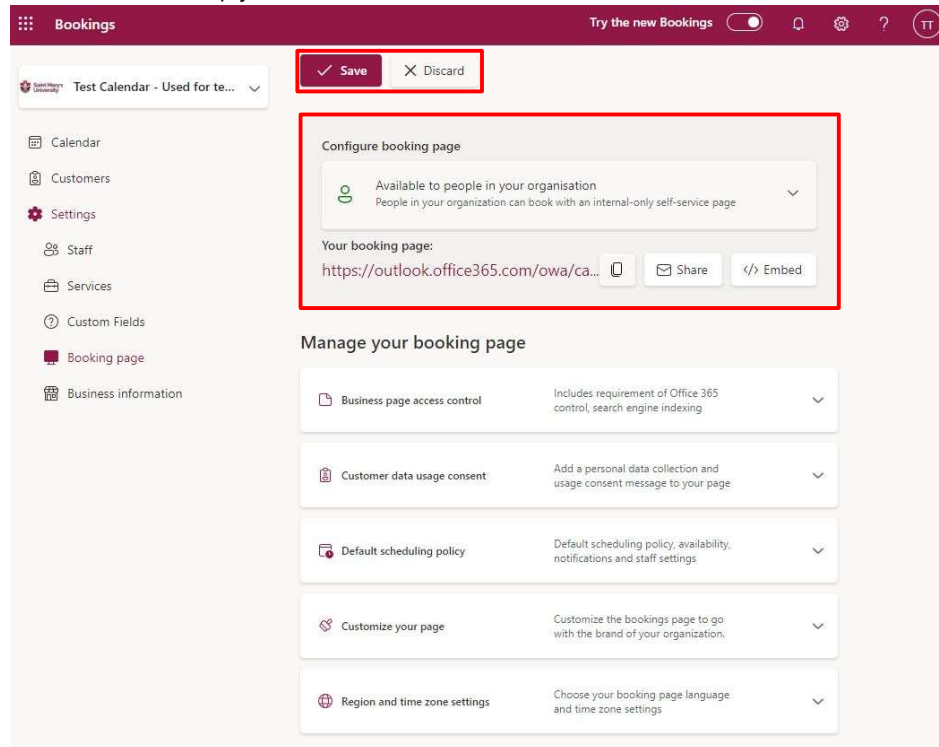 Bookings
Try the new Bookings
?
TT
Saint Mary's
University
Test Calendar - Used for te...
Save
Discard
Calendar
Customers
Settings
Staff
Services
Custom Fields
Booking page
Business information
Configure booking page
Available to people in your organisation
People in your organization can book with an internal-only self-service page
Your booking page:
https://outlook.office365.com/owa/ca...
Share
</> Embed
Manage your booking page
Business page access control
Includes requirement of Office 365
control, search engine indexing
Customer data usage consent
Add a personal data collection and
usage consent message to your page
Default scheduling policy
Default scheduling policy, availability,
notifications and staff settings
Customize your page
Customize the bookings page to go
with the brand of your organization.
Region and time zone settings
Choose your booking page language
and time zone settings